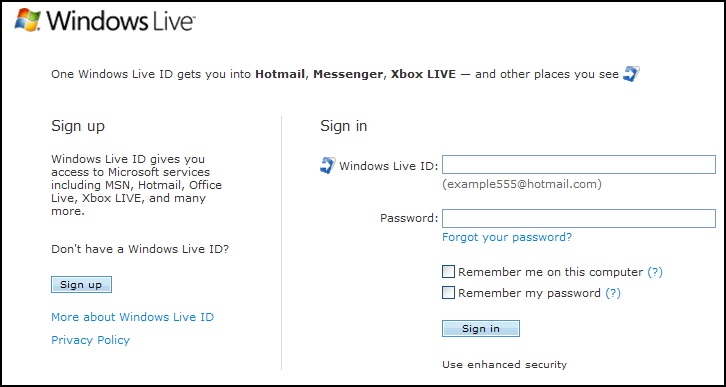 Windows Live™
One Windows Live ID gets you into Hotmail, Messenger, Xbox LIVE — and other places you see
Sign up
Windows Live ID gives you
access to Microsoft services
including MSN, Hotmail, Office
Live, Xbox LIVE, and many
more.
Don't have a Windows Live ID?
Sign up
More about Windows Live ID
Privacy Policy
Sign in
Windows Live ID:
(example555@hotmail.com)
Password:
Forgot your password?
Remember me on this computer (?)
Remember my password (?)
Sign in
Use enhanced security